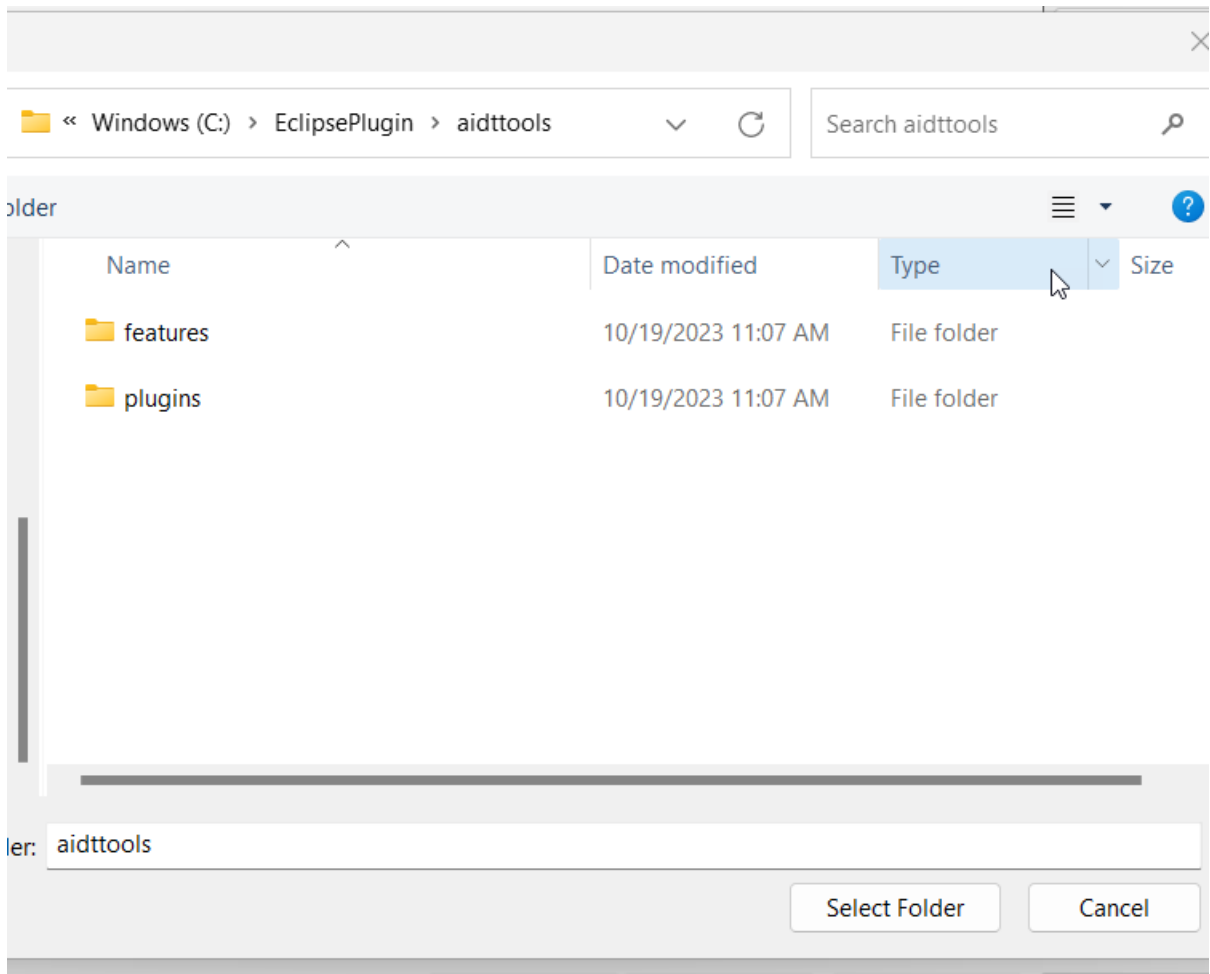 « Windows (C:) > EclipsePlugin > aidttools
Search aidttools
older
Name Date modified Type Size
features 10/19/2023 11:07 AM File folder
plugins 10/19/2023 11:07 AM File folder
der: aidttools
Select Folder Cancel